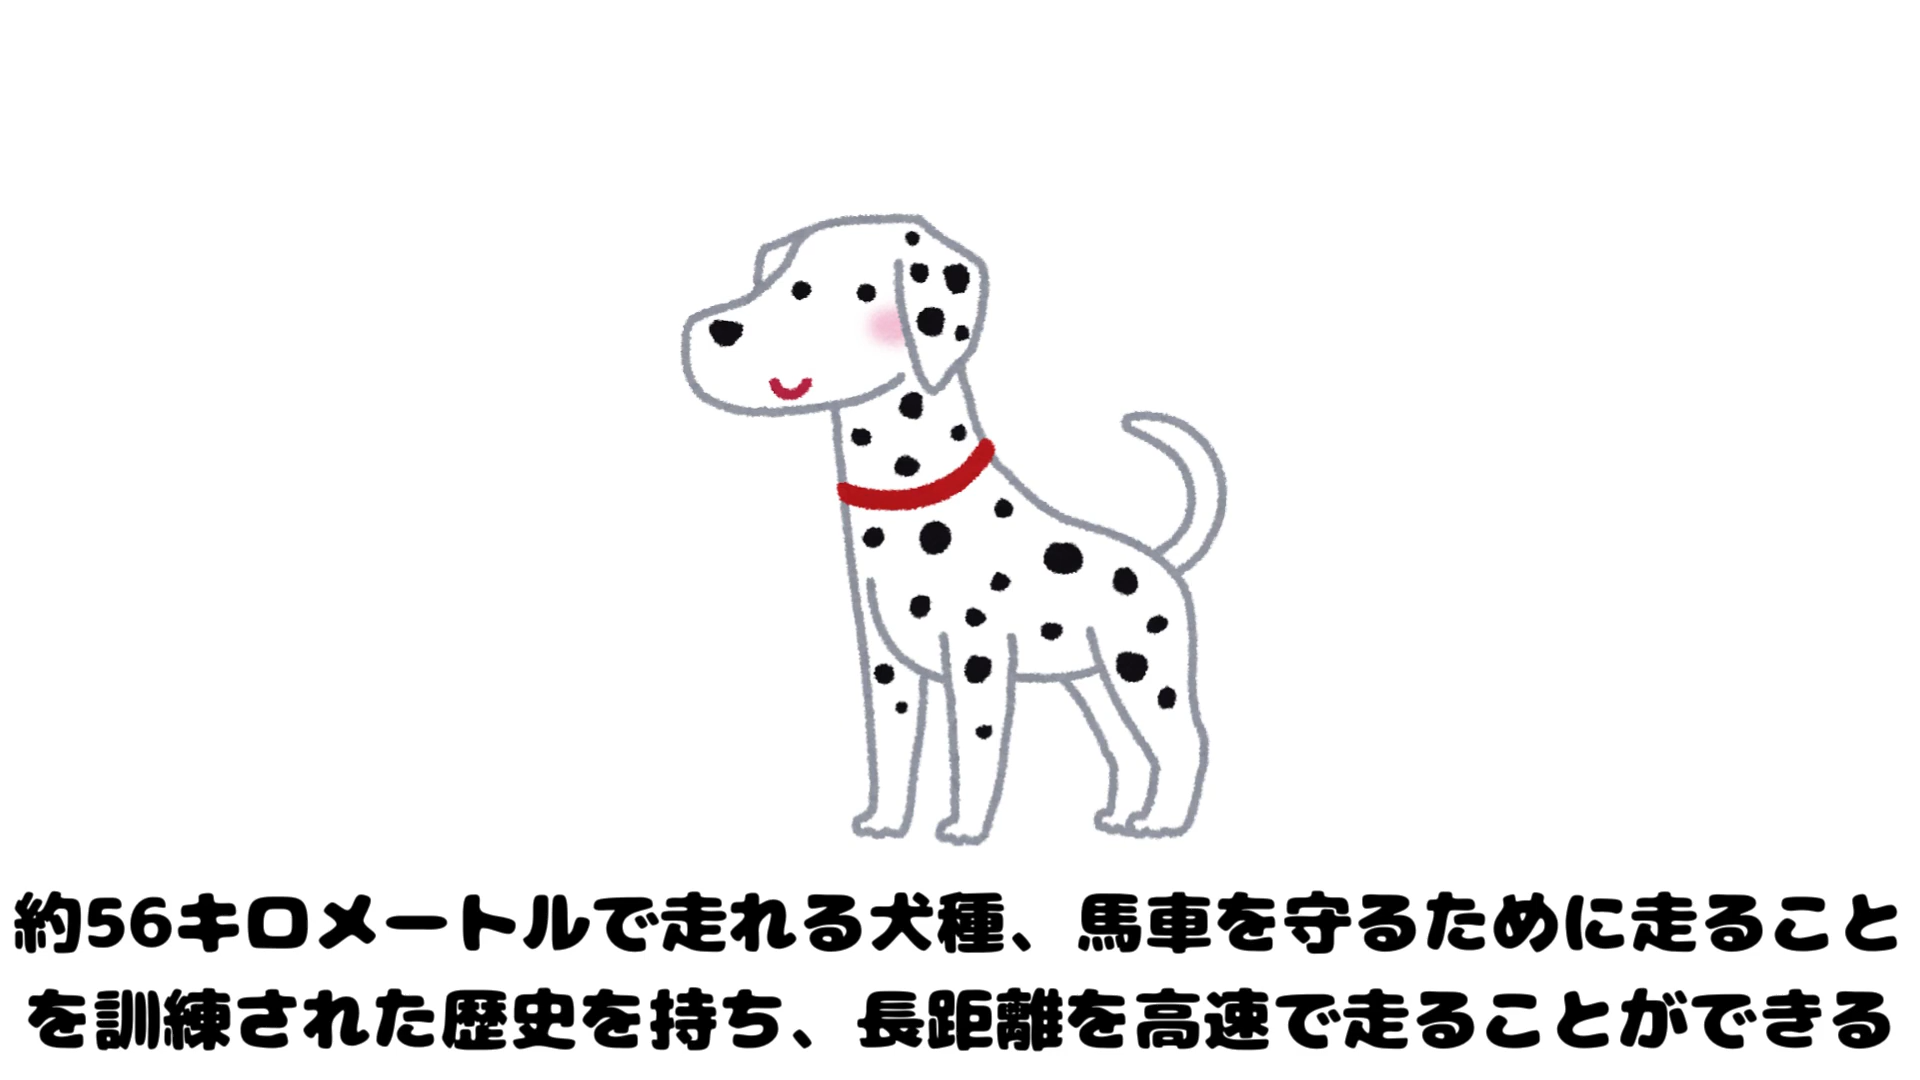 約56キロメートルで走れる犬種、馬車を守るために走ること
を訓練された歴史を持ち、長距離を高速で走ることができる